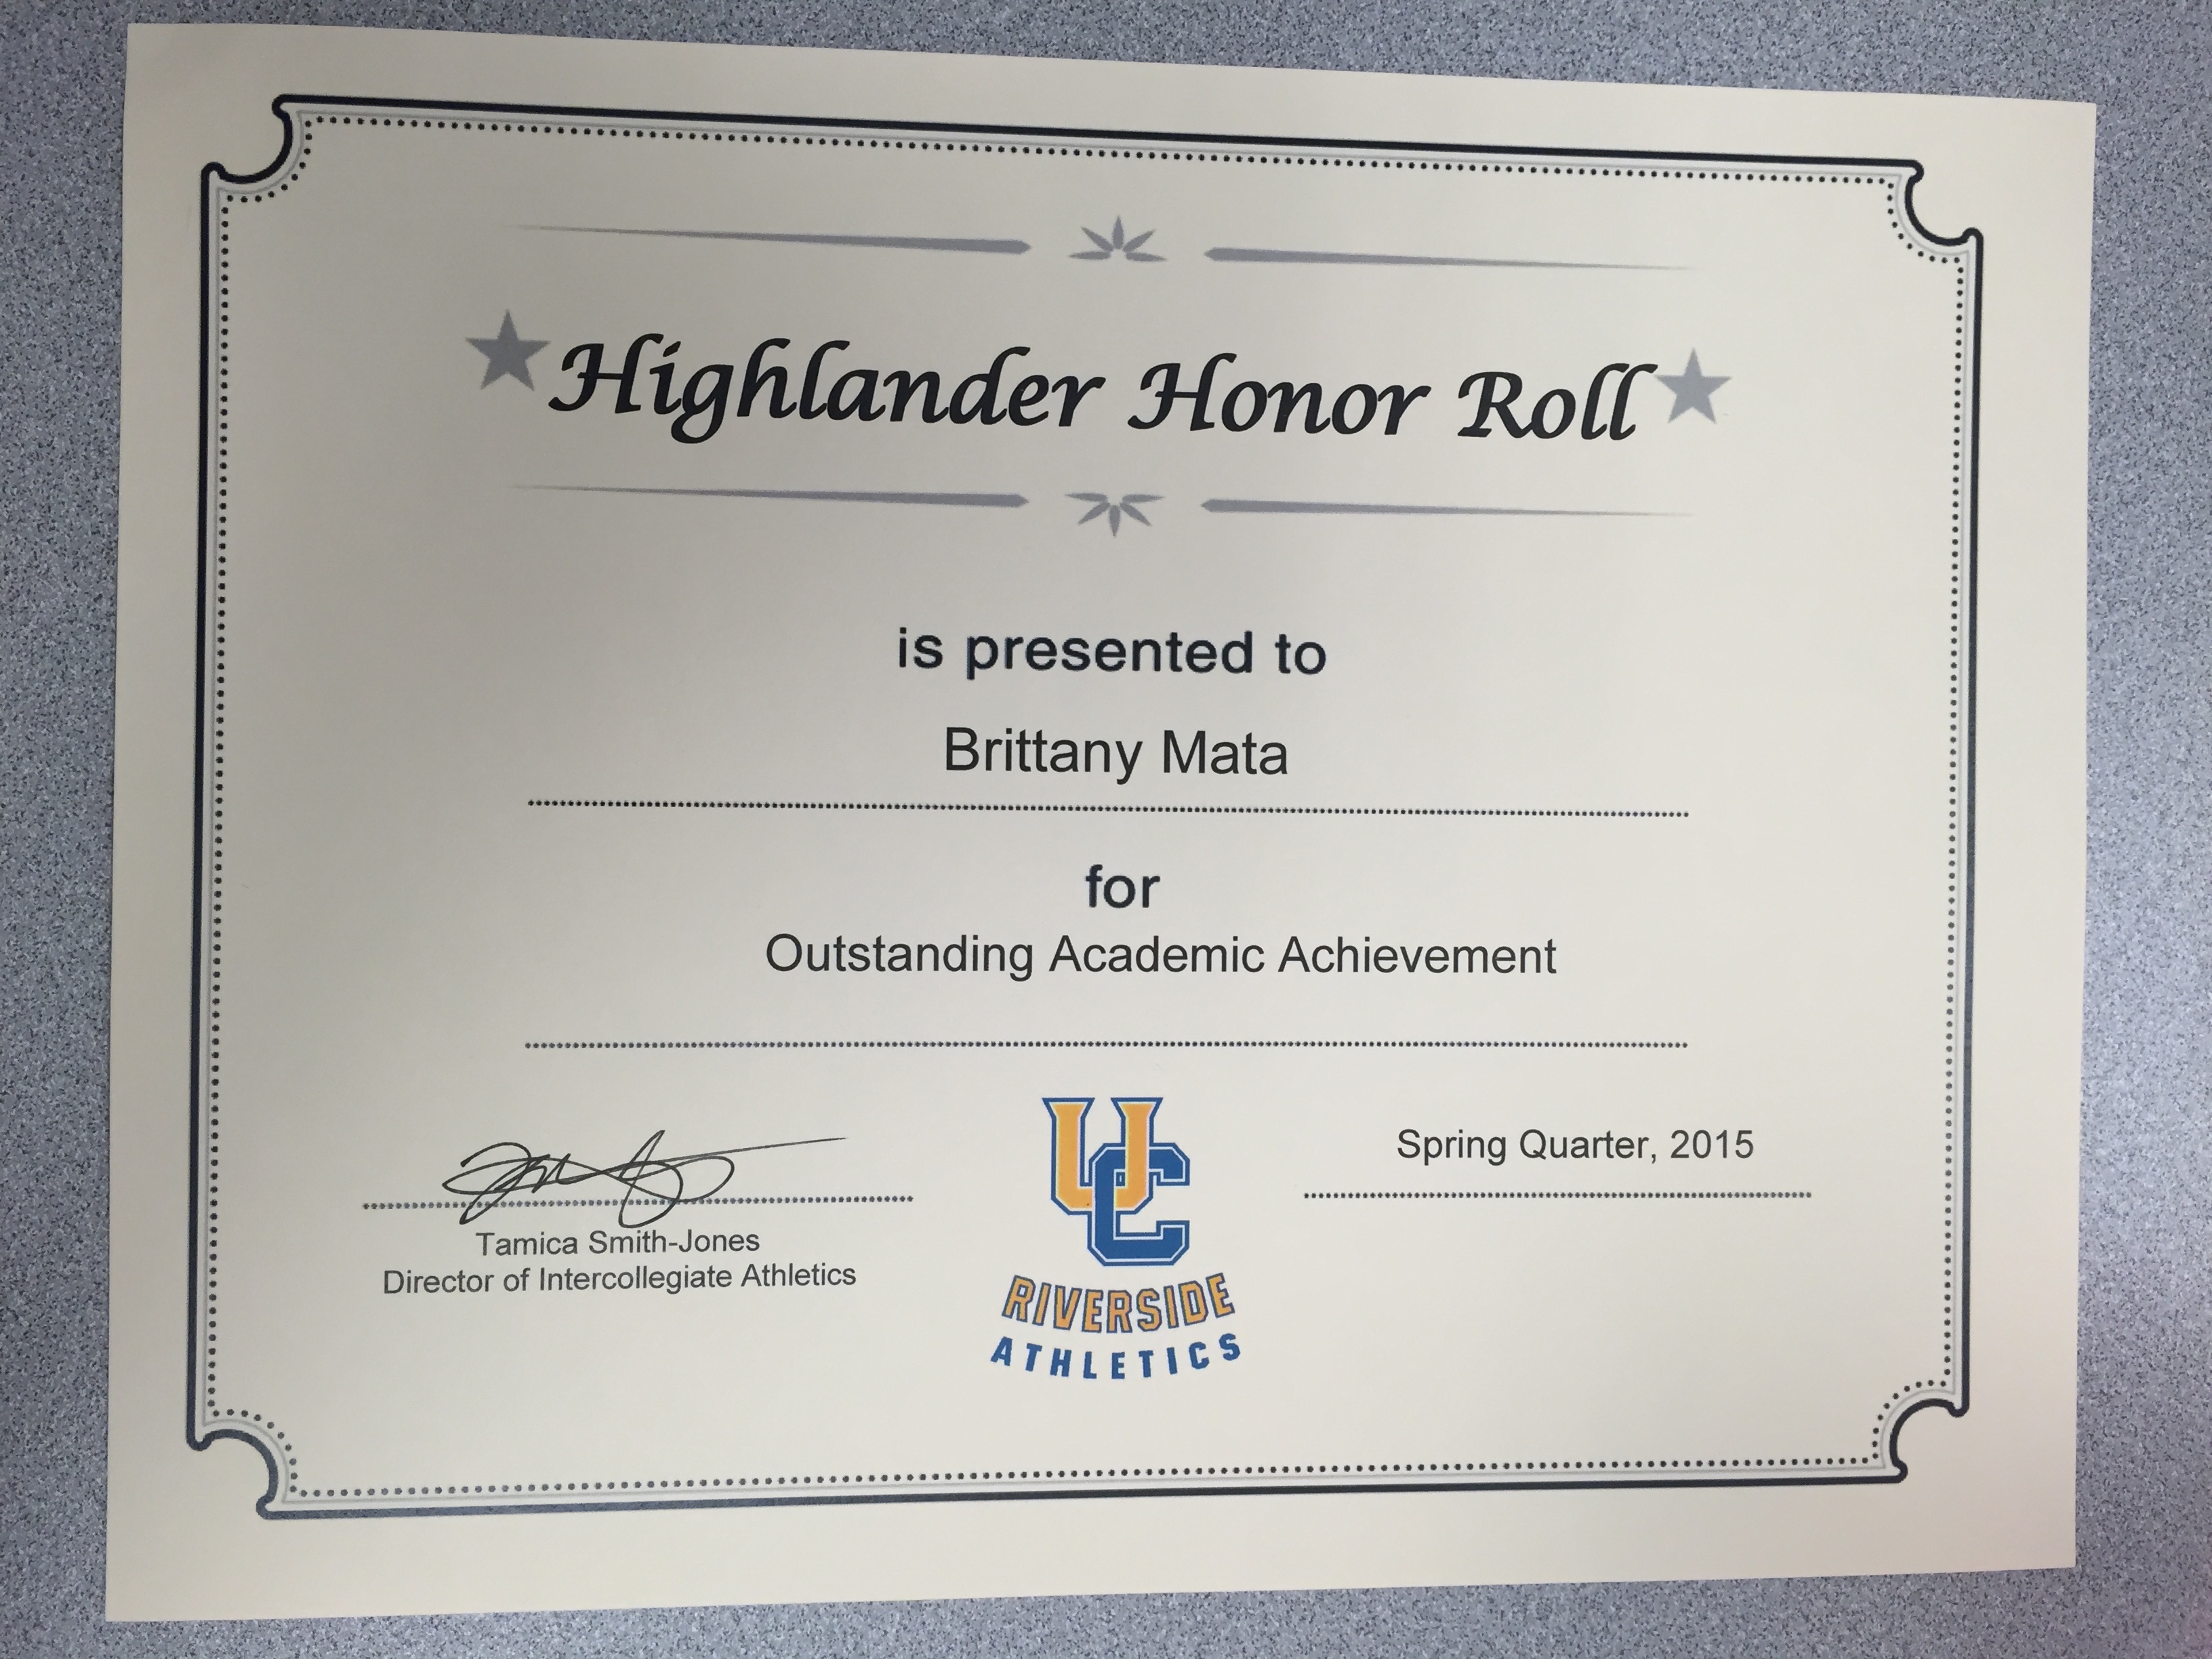 Highlander Honor Roll
is presented to
Brittany Mata
for
Outstanding Academic Achievement
Spring Quarter, 2015
Tamica Smith-Jones
Director of Intercollegiate Athletics
UC
RIVERSIDE
ATHLETICS